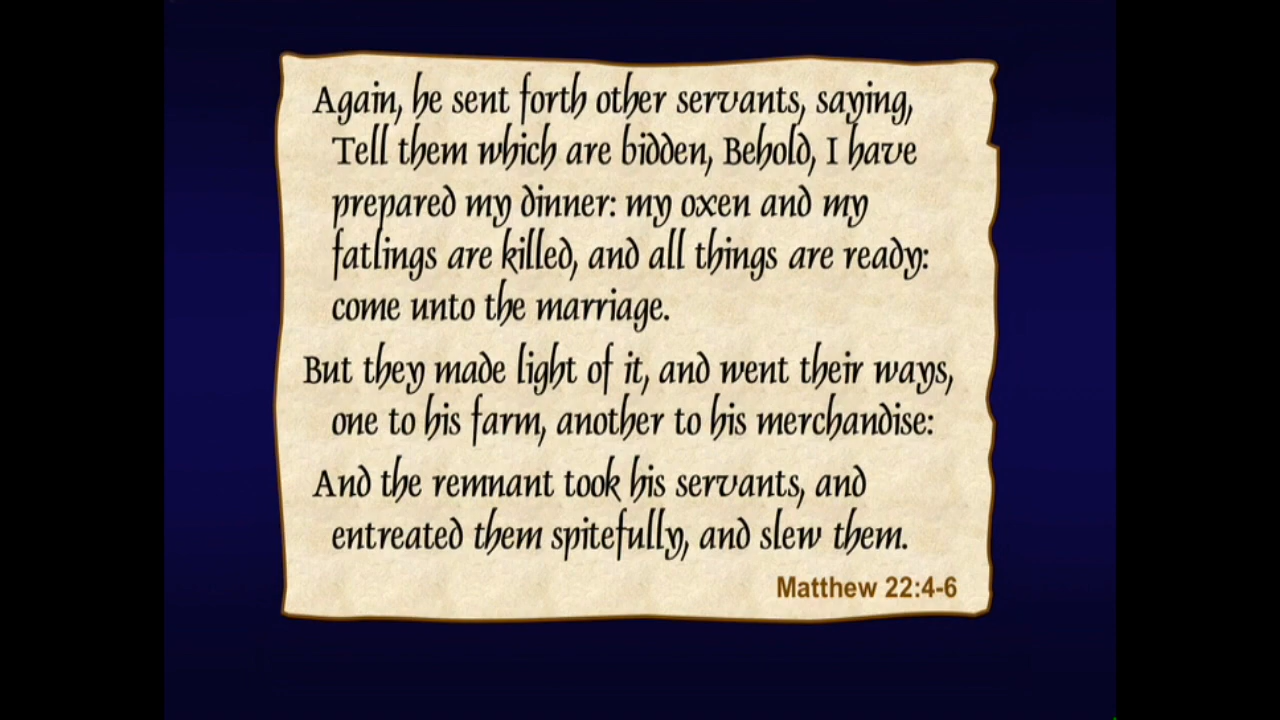 Again, he sent forth other servants, saying,
Tell them which are bidden, Behold, I have
prepared my dinner: my oxen and my
fatlings are killed, and all things are ready:
come unto the marriage.
But they made light of it, and went their ways,
one to his farm, another to his merchandise:
And the remnant took his servants, and
entreated them spitefully, and slew them.
Matthew 22:4-6